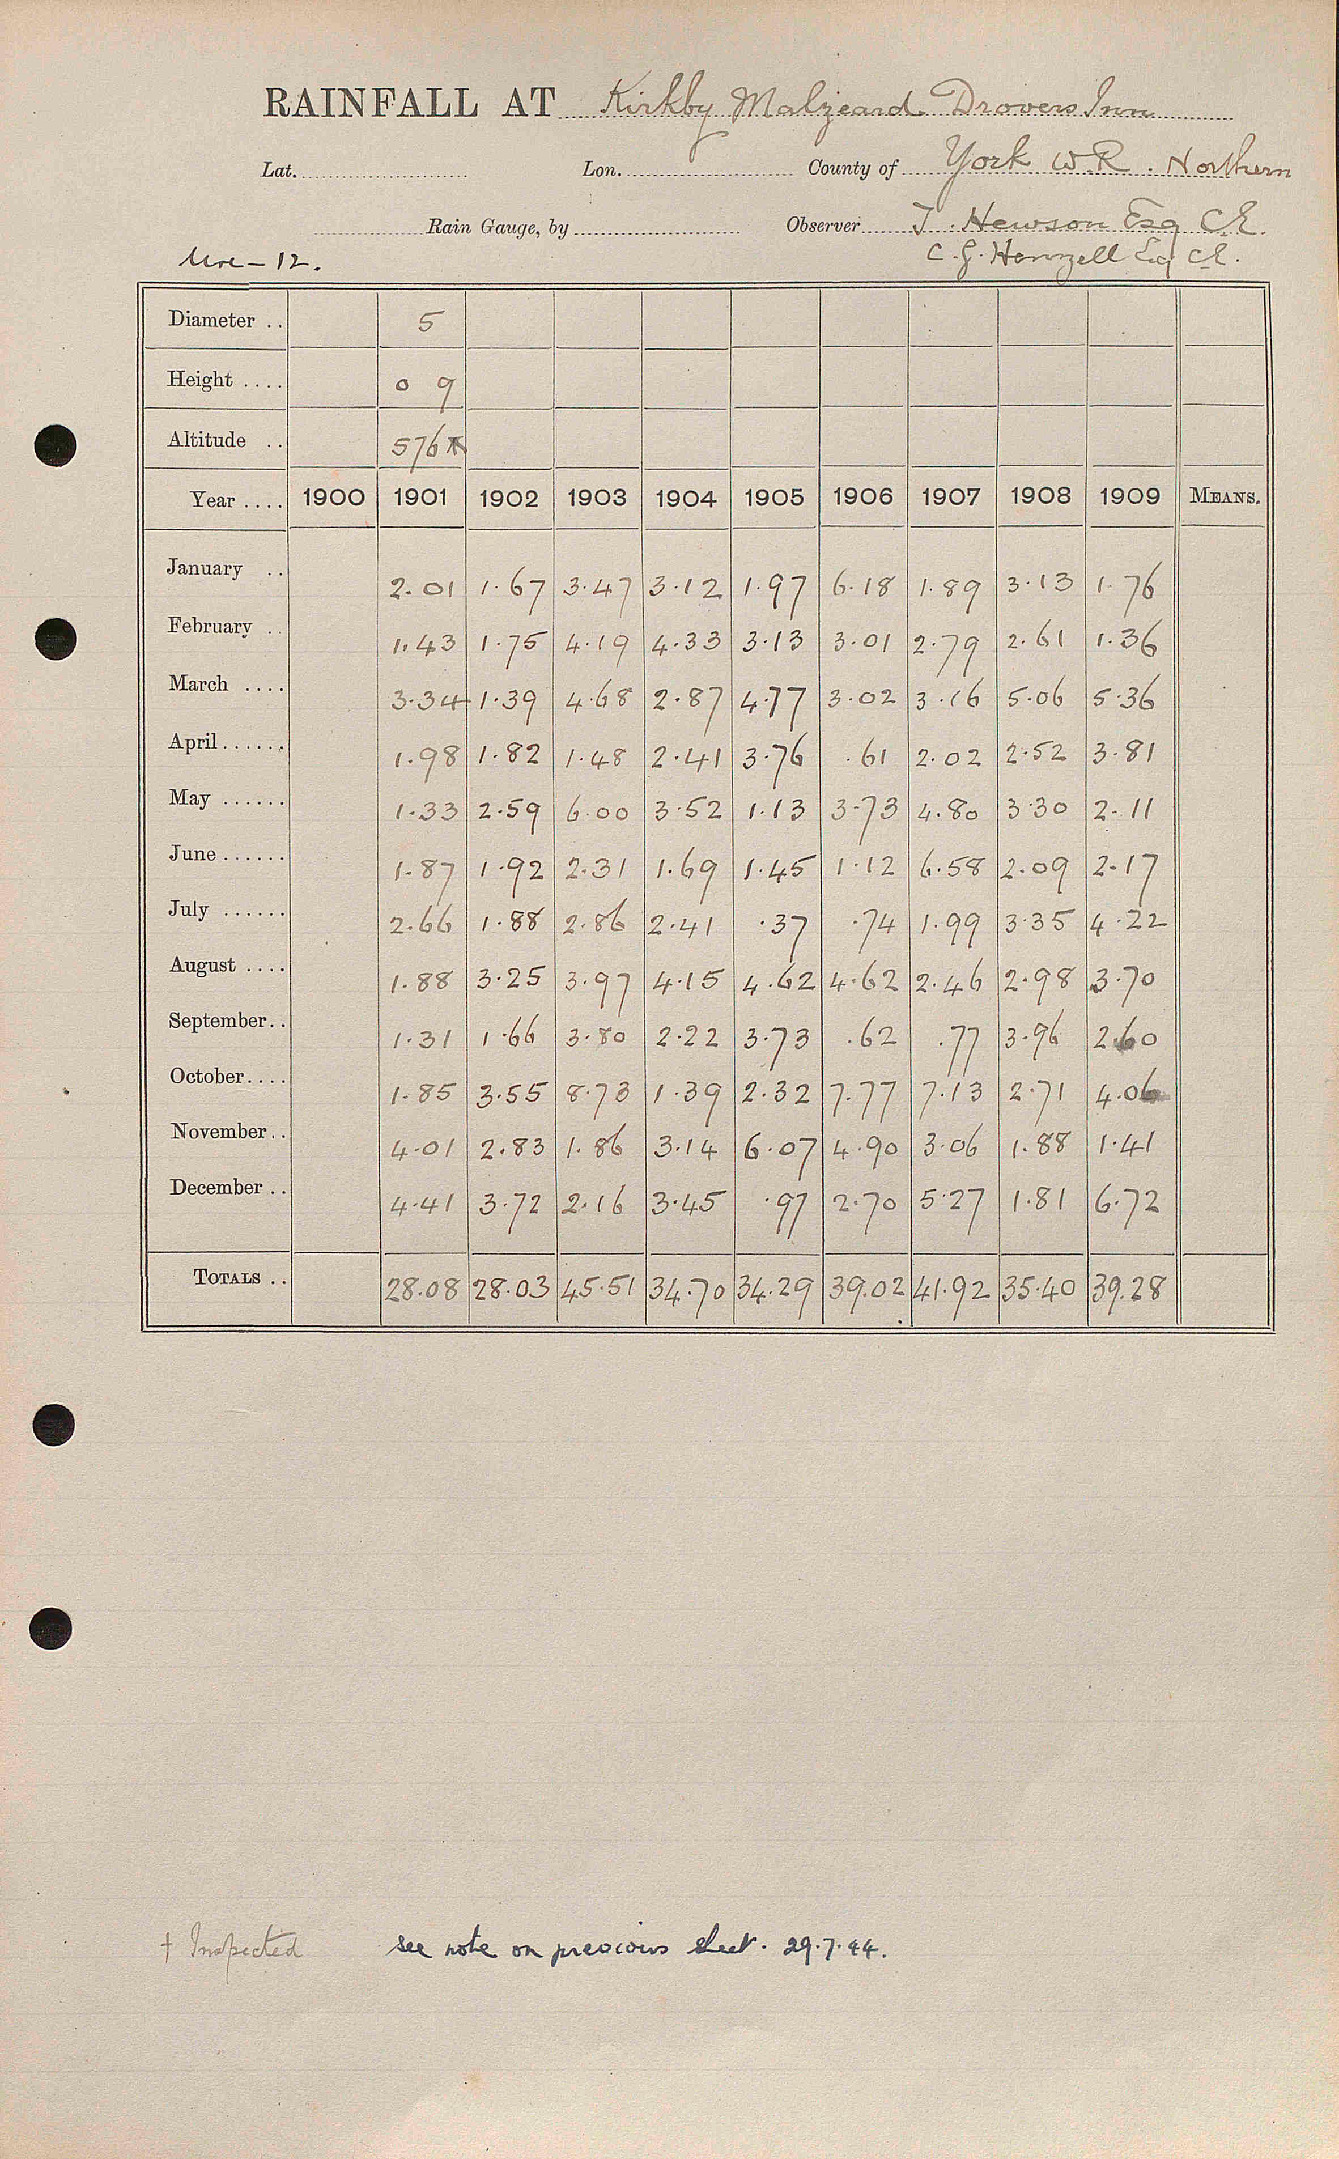 RAINFALL AT Kirkby Malzeard Drovers Inn
Lat. Lon. County of York W.R. Northern
Rain Gauge, by Observer T. Hewson Esq C.E.
Ure - 12. C. G. Henzell Esq C.E.
Diameter .. 5
Height .... 0 9
Altitude .. 576
Year .... 1900 1901 1902 1903 1904 1905 1906 1907 1908 1909 MEANS.
January .. 2.01 1.67 3.47 3.12 1.97 6.18 1.89 3.13 1.76
February .. 1.43 1.75 4.19 4.33 3.13 3.01 2.79 2.61 1.36
March .... 3.34 1.39 4.68 2.87 4.77 3.02 3.16 5.06 5.36
April...... 1.98 1.82 1.48 2.41 3.76 .61 2.02 2.52 3.81
May ...... 1.33 2.59 6.00 3.52 1.13 3.73 4.80 3.30 2.11
June...... 1.87 1.92 2.31 1.69 1.45 1.12 6.58 2.09 2.17
July ...... 2.66 1.88 2.86 2.41 .37 .74 1.99 3.35 4.22
August .... 1.88 3.25 3.97 4.15 4.62 4.62 2.46 2.98 3.70
September.. 1.31 1.66 3.80 2.22 3.73 .62 .77 3.96 2.60
October.... 1.85 3.55 8.73 1.39 2.32 7.77 7.13 2.71 4.06
November.. 4.01 2.83 1.86 3.14 6.07 4.90 3.06 1.88 1.41
December .. 4.41 3.72 2.16 3.45 .97 2.70 5.27 1.81 6.72
TOTALS .. 28.08 28.03 45.51 34.70 34.29 39.02 41.92 35.40 39.28
† Inspected see note on previous sheet. 29.7.44.